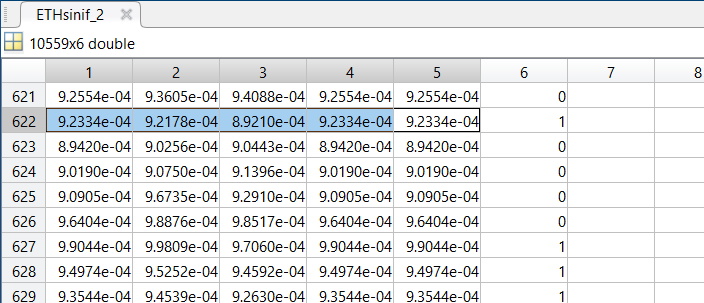 ETHsinif_2
10559x6 double
1 2 3 4 5 6 7 8
621 9.2554e-04 9.3605e-04 9.4088e-04 9.2554e-04 9.2554e-04 0
622 9.2334e-04 9.2178e-04 8.9210e-04 9.2334e-04 9.2334e-04 1
623 8.9420e-04 9.0256e-04 9.0443e-04 8.9420e-04 8.9420e-04 0
624 9.0190e-04 9.0750e-04 9.1396e-04 9.0190e-04 9.0190e-04 0
625 9.0905e-04 9.6735e-04 9.2910e-04 9.0905e-04 9.0905e-04 0
626 9.6404e-04 9.8876e-04 9.8517e-04 9.6404e-04 9.6404e-04 0
627 9.9044e-04 9.9809e-04 9.7060e-04 9.9044e-04 9.9044e-04 1
628 9.4974e-04 9.5252e-04 9.4592e-04 9.4974e-04 9.4974e-04 1
629 9.3544e-04 9.4539e-04 9.2630e-04 9.3544e-04 9.3544e-04 1